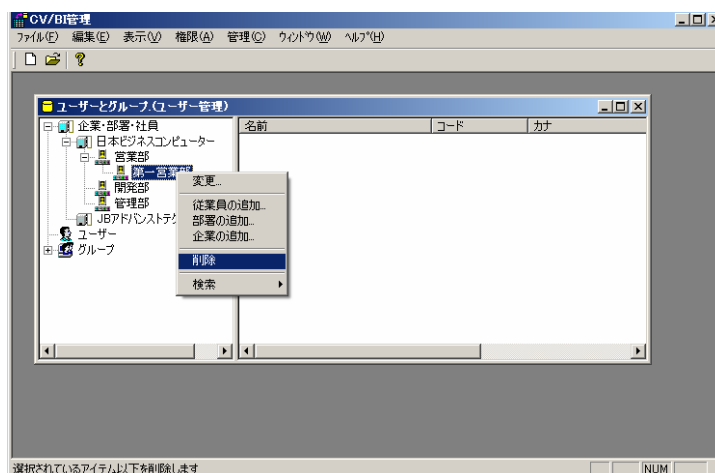 CV/BI管理
ファイル(F) 編集(E) 表示(V) 権限(A) 管理(C) ウィンドウ(W) ヘルプ(H)
ユーザーとグループ.(ユーザー管理)
企業・部署・社員
日本ビジネスコンピューター
営業部
第一営業部
開発部
管理部
JBアドバンストテク
ユーザー
グループ
名前 コード カナ
変更...
従業員の追加...
部署の追加...
企業の追加...
削除
検索
選択されているアイテム以下を削除します
NUM